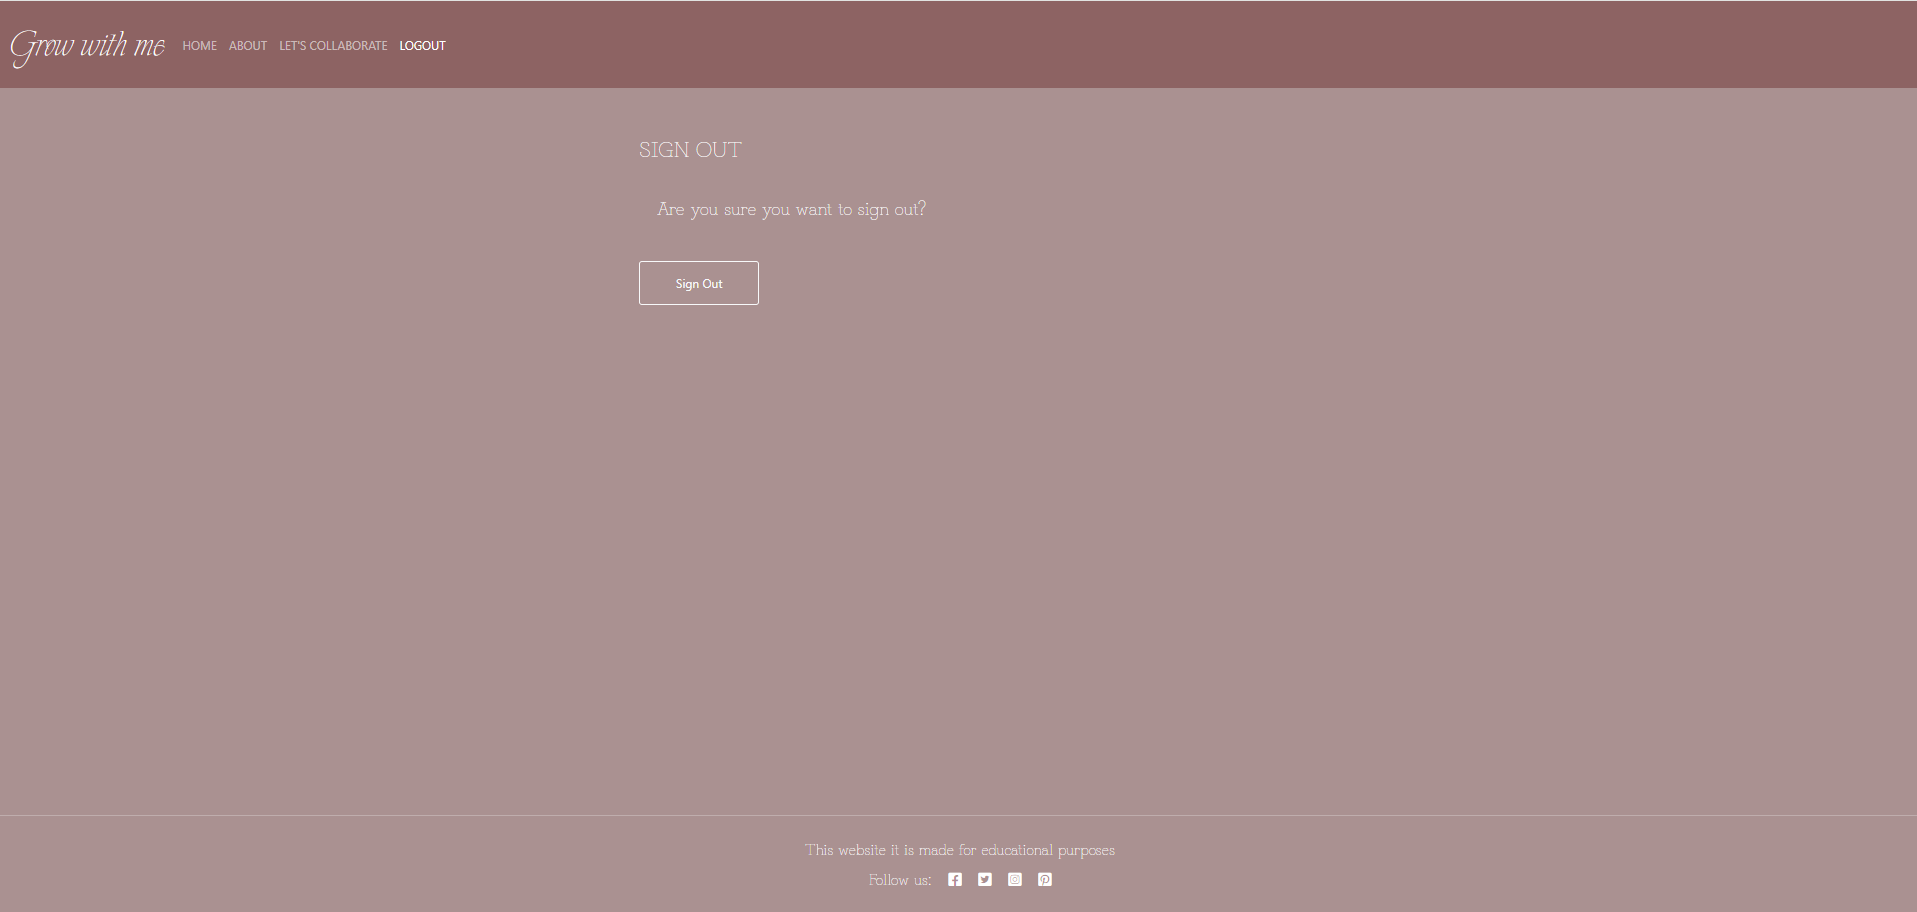 Grow with me HOME ABOUT LET'S COLLABORATE LOGOUT
SIGN OUT
Are you sure you want to sign out?
Sign Out
This website it is made for educational purposes
Follow us: